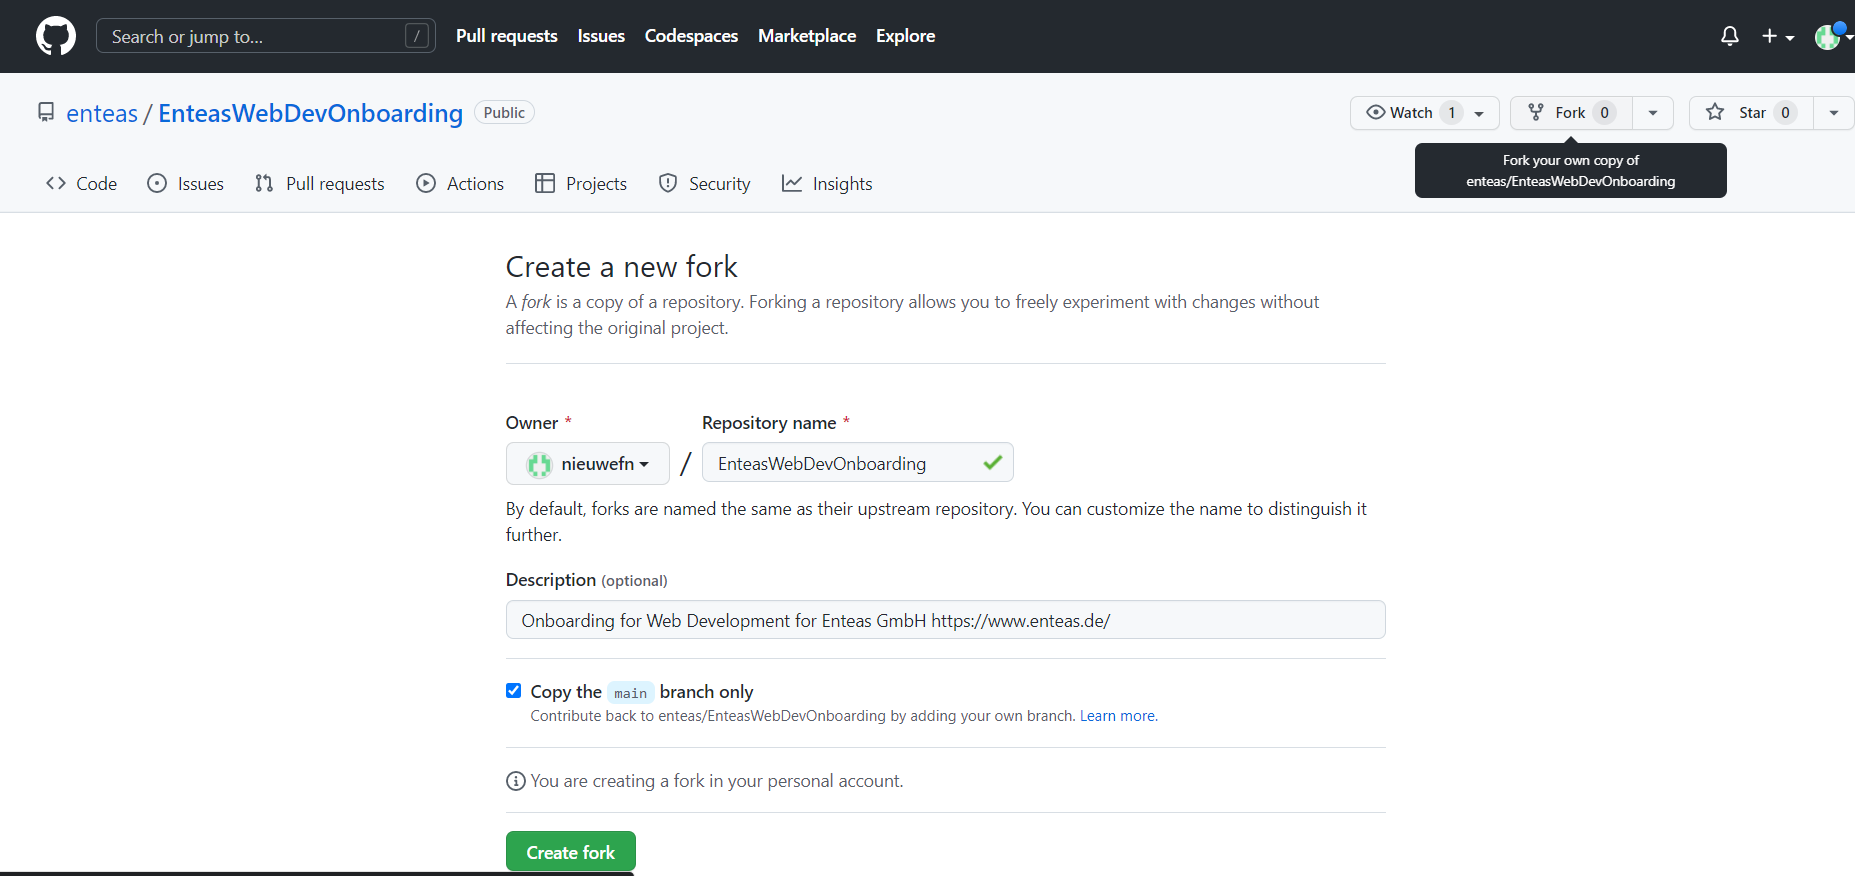 Search or jump to... / Pull requests Issues Codespaces Marketplace Explore
enteas / EnteasWebDevOnboarding Public Watch 1 Fork 0 Star 0
Fork your own copy of
enteas/EnteasWebDevOnboarding
Code Issues Pull requests Actions Projects Security Insights
Create a new fork
A fork is a copy of a repository. Forking a repository allows you to freely experiment with changes without
affecting the original project.
Owner * Repository name *
nieuwefn / EnteasWebDevOnboarding
By default, forks are named the same as their upstream repository. You can customize the name to distinguish it
further.
Description (optional)
Onboarding for Web Development for Enteas GmbH https://www.enteas.de/
Copy the main branch only
Contribute back to enteas/EnteasWebDevOnboarding by adding your own branch. Learn more.
You are creating a fork in your personal account.
Create fork